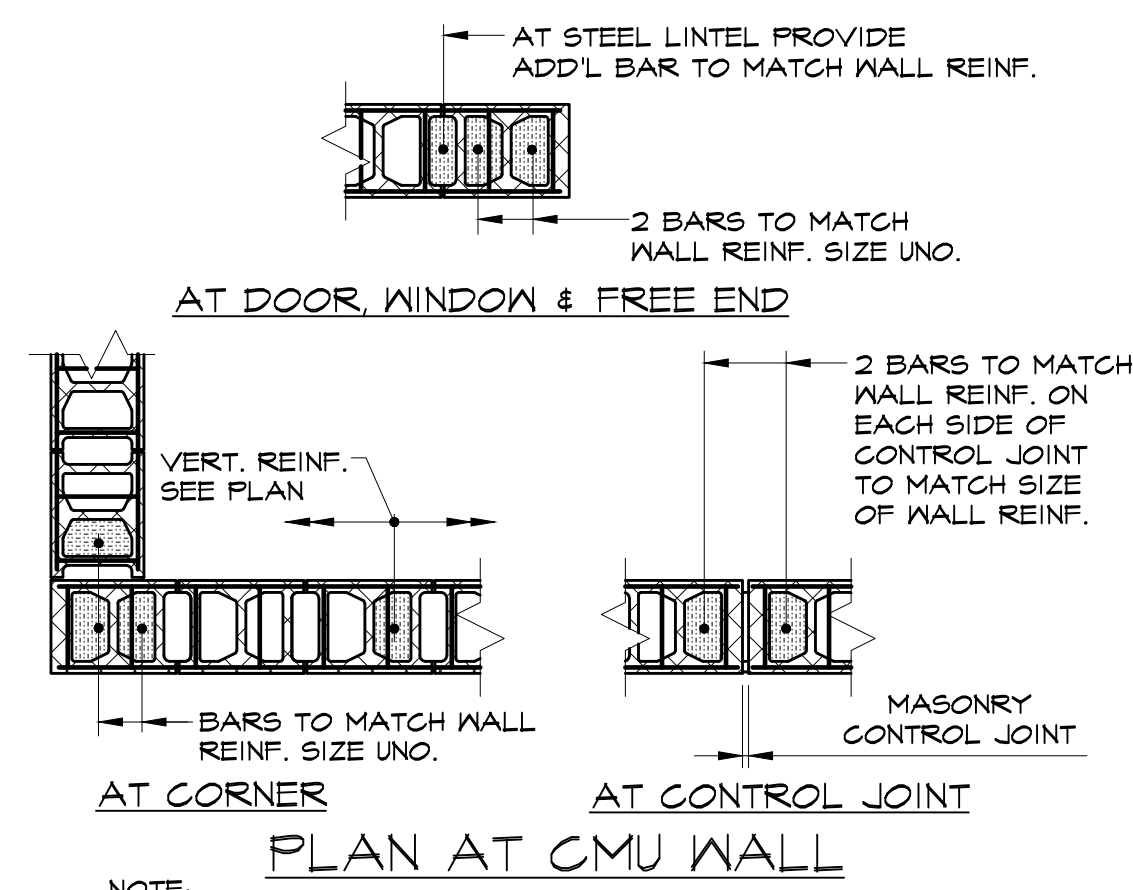 AT STEEL LINTEL PROVIDE
ADD'L BAR TO MATCH WALL REINF.
2 BARS TO MATCH
WALL REINF. SIZE UNO.
AT DOOR, WINDOW & FREE END
VERT. REINF.
SEE PLAN
BARS TO MATCH WALL
REINF. SIZE UNO.
AT CORNER
2 BARS TO MATCH
WALL REINF. ON
EACH SIDE OF
CONTROL JOINT
TO MATCH SIZE
OF WALL REINF.
MASONRY
CONTROL JOINT
AT CONTROL JOINT
PLAN AT CMU WALL
NOTE: